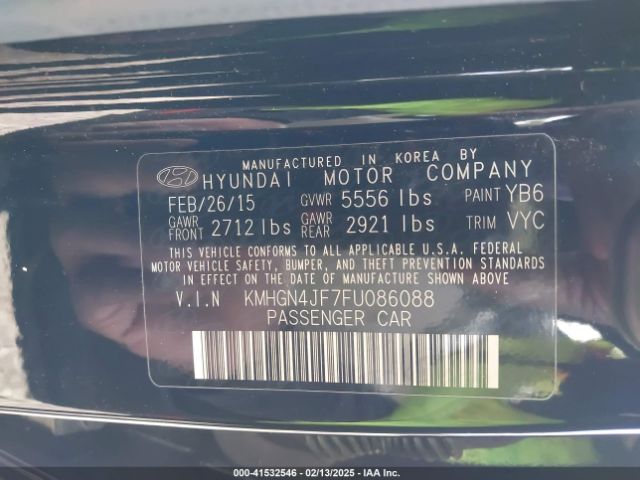 MANUFACTURED IN KOREA BY
HYUNDAI MOTOR COMPANY
FEB/26/15 GVWR 5556 lbs PAINT YB6
GAWR FRONT 2712 lbs GAWR REAR 2921 lbs TRIM VYC
THIS VEHICLE CONFORMS TO ALL APPLICABLE U.S.A. FEDERAL
MOTOR VEHICLE SAFETY, BUMPER, AND THEFT PREVENTION STANDARDS
IN EFFECT ON THE DATE OF MANUFACTURE SHOWN ABOVE
V.I.N KMHGN4JF7FU086088
PASSENGER CAR
000-41532546 - 02/13/2025 - IAA Inc.